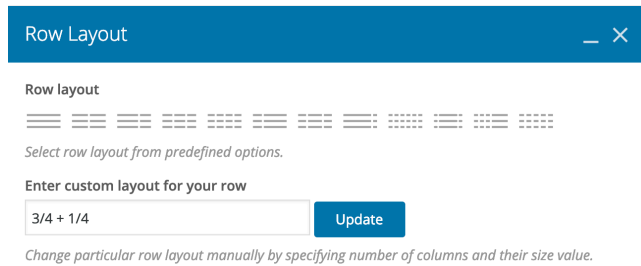 Row Layout
Row layout
Select row layout from predefined options.
Enter custom layout for your row
3/4 + 1/4
Update
Change particular row layout manually by specifying number of columns and their size value.